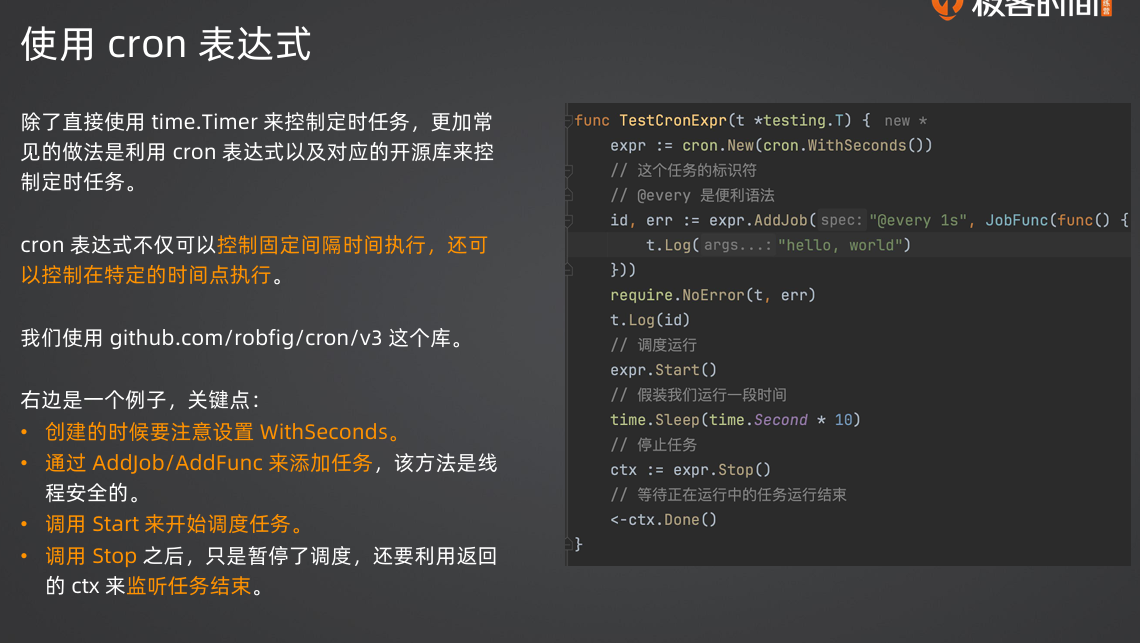 极客时间
使用 cron 表达式
除了直接使用 time.Timer 来控制定时任务，更加常
见的做法是利用 cron 表达式以及对应的开源库来控
制定时任务。
cron 表达式不仅可以控制固定间隔时间执行，还可
以控制在特定的时间点执行。
我们使用 github.com/robfig/cron/v3 这个库。
右边是一个例子，关键点：
• 创建的时候要注意设置 WithSeconds。
• 通过 AddJob/AddFunc 来添加任务，该方法是线
程安全的。
• 调用 Start 来开始调度任务。
• 调用 Stop 之后，只是暂停了调度，还要利用返回
的 ctx 来监听任务结束。
func TestCronExpr(t *testing.T) { new *
expr := cron.New(cron.WithSeconds())
// 这个任务的标识符
// @every 是便利语法
id, err := expr.AddJob( spec: "@every 1s", JobFunc(func() {
t.Log( args...: "hello, world")
}))
require.NoError(t, err)
t.Log(id)
// 调度运行
expr.Start()
// 假装我们运行一段时间
time.Sleep(time.Second * 10)
// 停止任务
ctx := expr.Stop()
// 等待正在运行中的任务运行结束
<-ctx.Done()
}